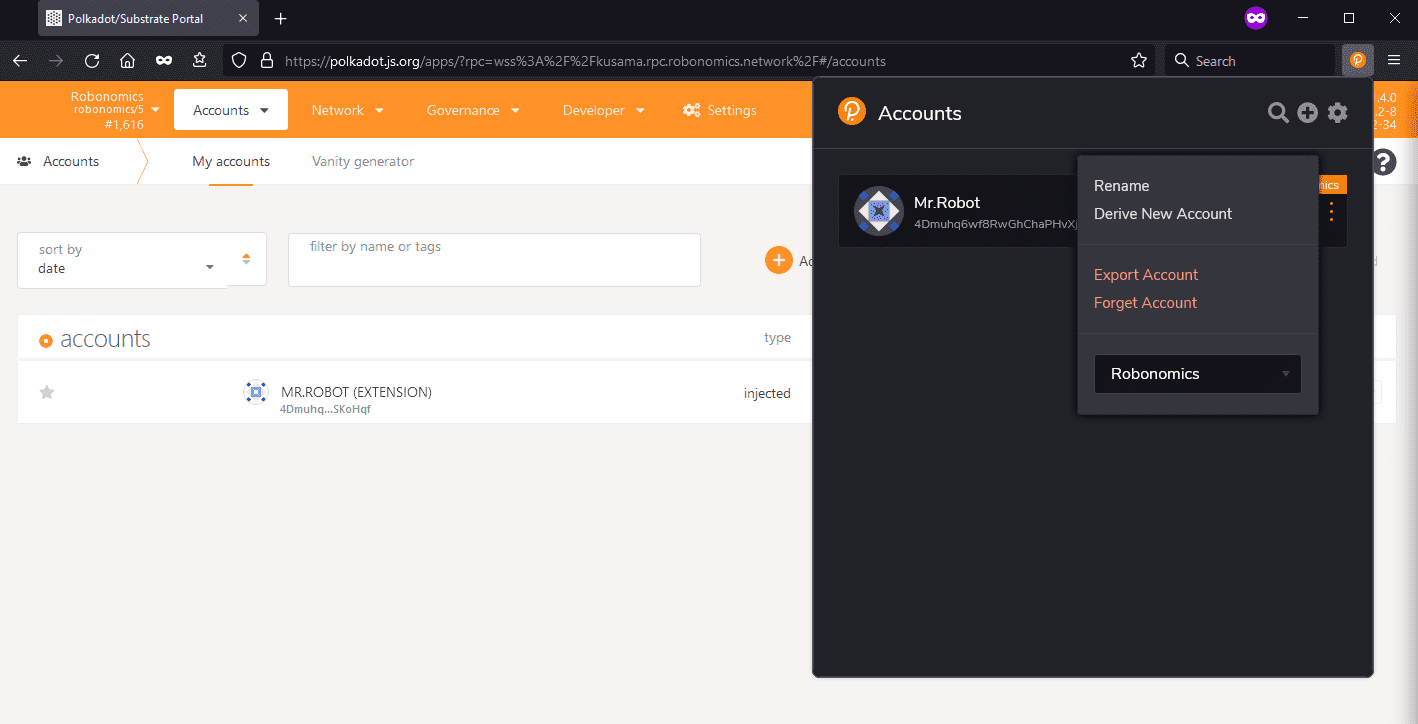 Polkadot/Substrate Portal
https://polkadot.js.org/apps/?rpc=wss%3A%2F%2Fkusama.rpc.robonomics.network%2F#/accounts
Search
Robonomics
robonomics/5
#1,616
Accounts
Network
Governance
Developer
Settings
.4.0
.2-8
2-34
Accounts
My accounts
Vanity generator
?
sort by
date
filter by name or tags
accounts
type
MR.ROBOT (EXTENSION)
4Dmuhq...SKoHqf
injected
Accounts
Mr.Robot
4Dmuhq6wf8RwGhChaPHvXj
Rename
Derive New Account
Export Account
Forget Account
Robonomics